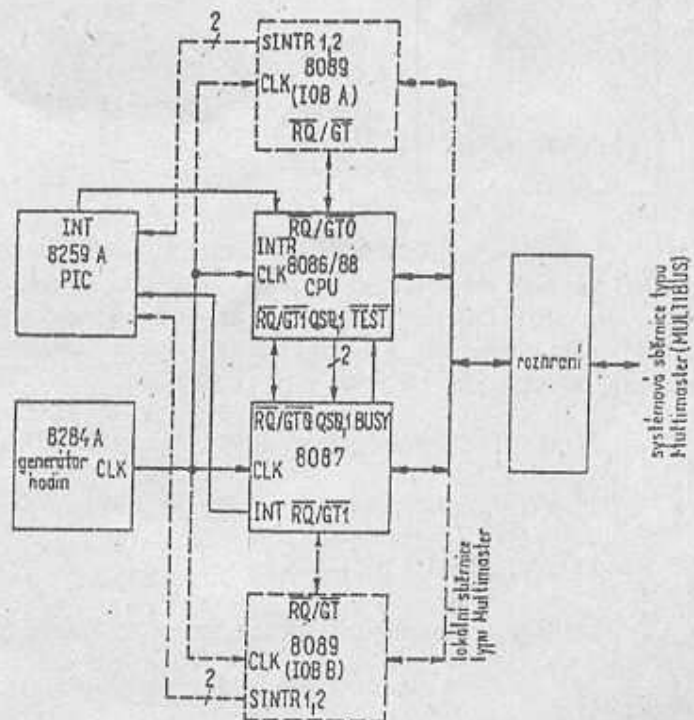 2
SINTR 1,2
8089
CLK (IOB A)
RQ/GT
INT
8259 A
PIC
RQ/GT0
INTR
CLK 8086/88
CPU
RQ/GT1 QS0,1 TEST
2
8284 A
generátor
hodin CLK
RQ/GT0 QS0,1 BUSY
CLK 8087
INT RQ/GT1
RQ/GT
8089
CLK (IOB B)
SINTR 1,2
2
rozhraní
lokální sběrnice
typu Multimaster
systémová sběrnice typu
Multimaster (MULTIBUS)